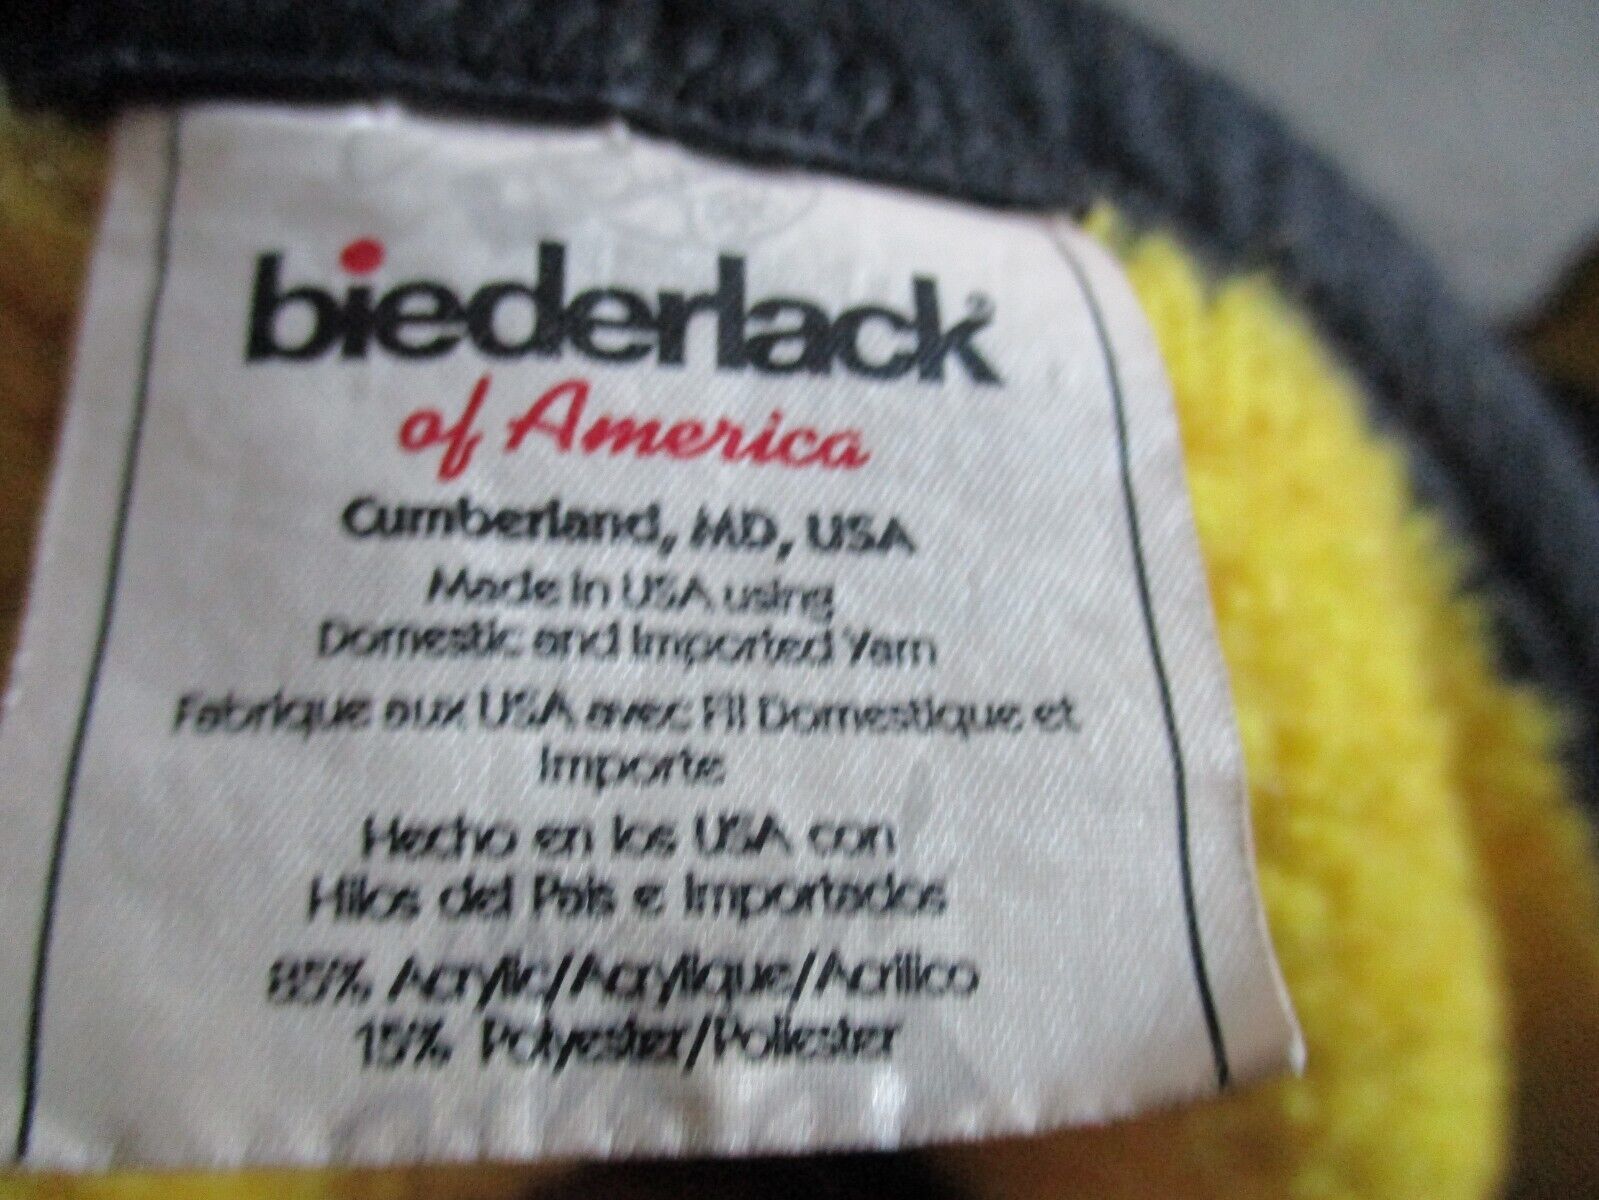 biederlack®
of America
Cumberland, MD, USA
Made in USA using
Domestic and Imported Yarn
Fabrique aux USA avec Fil Domestique et
Importe
Hecho en los USA con
Hilos del Pais e Importados
85% Acrylic/Acrylique/Acrilico
15% Polyester/Poliester